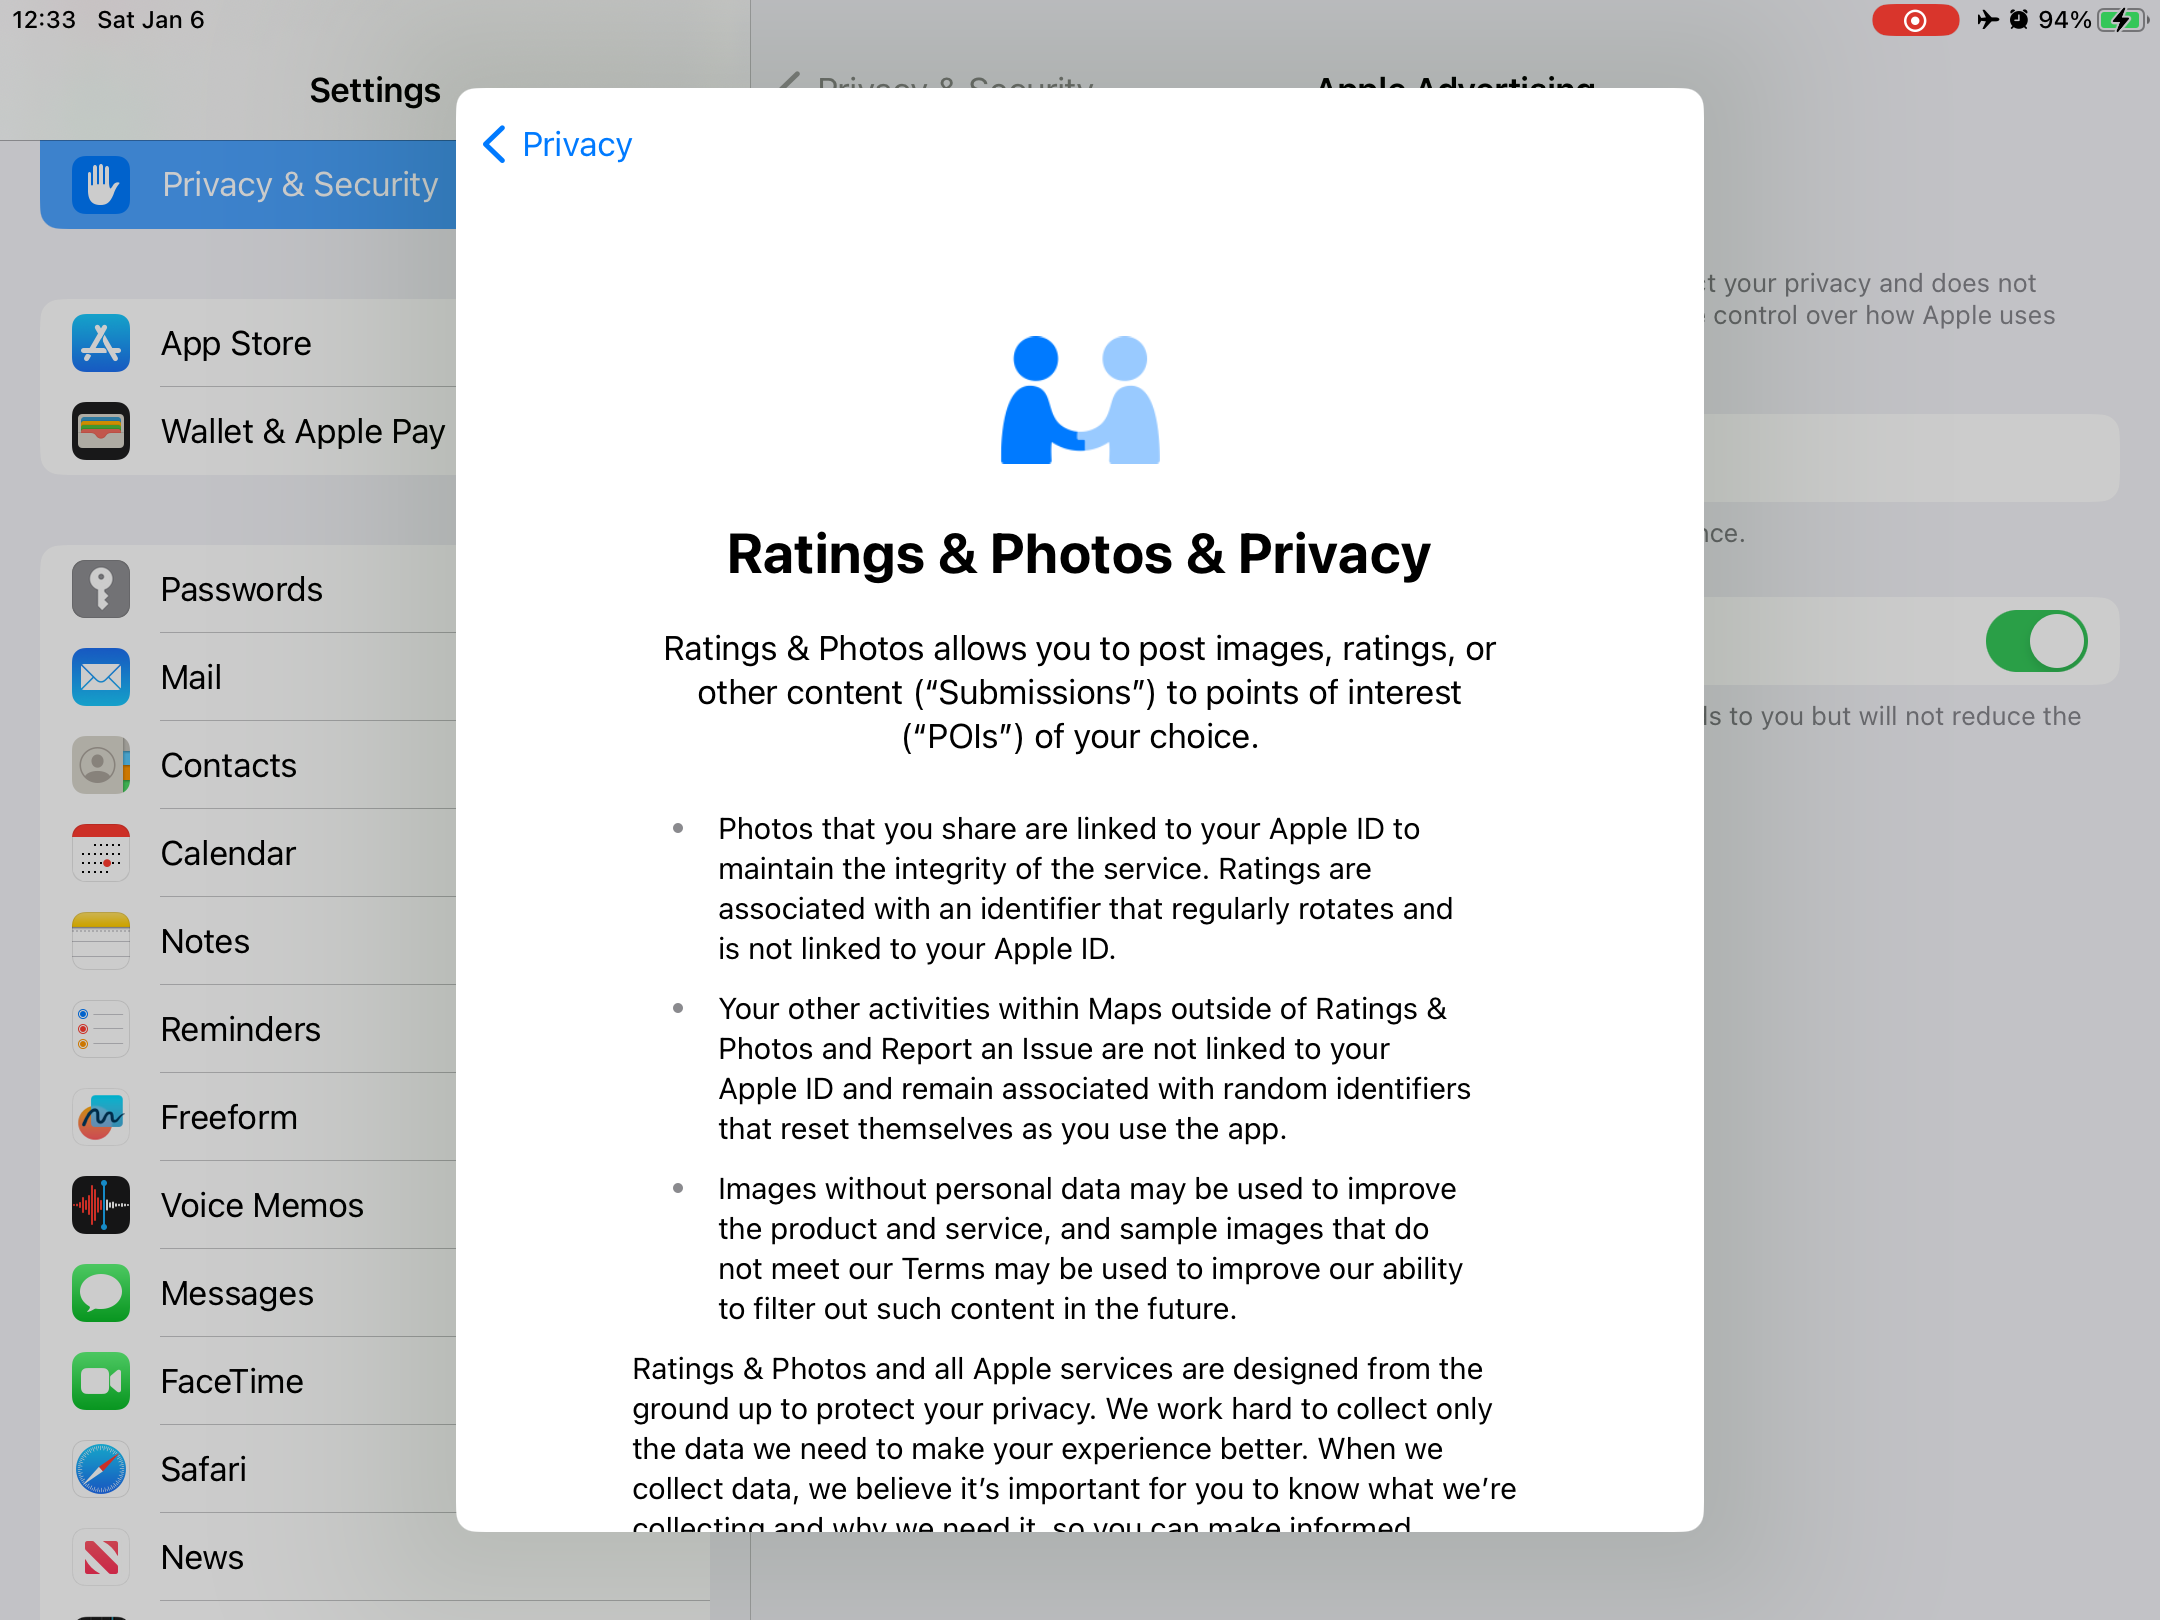 12:33 Sat Jan 6
94%
Settings
Privacy & Security
App Store
Wallet & Apple Pay
Passwords
Mail
Contacts
Calendar
Notes
Reminders
Freeform
Voice Memos
Messages
FaceTime
Safari
News
Privacy & Security
Apple Advertising
Privacy
Ratings & Photos & Privacy
Ratings & Photos allows you to post images, ratings, or
other content (“Submissions”) to points of interest
(“POIs”) of your choice.
• Photos that you share are linked to your Apple ID to
maintain the integrity of the service. Ratings are
associated with an identifier that regularly rotates and
is not linked to your Apple ID.
• Your other activities within Maps outside of Ratings &
Photos and Report an Issue are not linked to your
Apple ID and remain associated with random identifiers
that reset themselves as you use the app.
• Images without personal data may be used to improve
the product and service, and sample images that do
not meet our Terms may be used to improve our ability
to filter out such content in the future.
Ratings & Photos and all Apple services are designed from the
ground up to protect your privacy. We work hard to collect only
the data we need to make your experience better. When we
collect data, we believe it’s important for you to know what we’re
collecting and why we need it, so you can make informed
your privacy and does not
control over how Apple uses
to you but will not reduce the